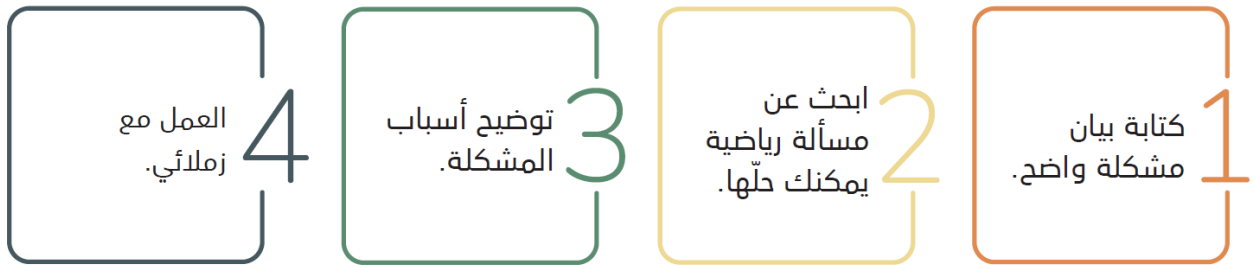 1
كتابة بيان
مشكلة واضح.
2
ابحث عن
مسألة رياضية
يمكنك حلّها.
3
توضيح أسباب
المشكلة.
4
العمل مع
زملائي.